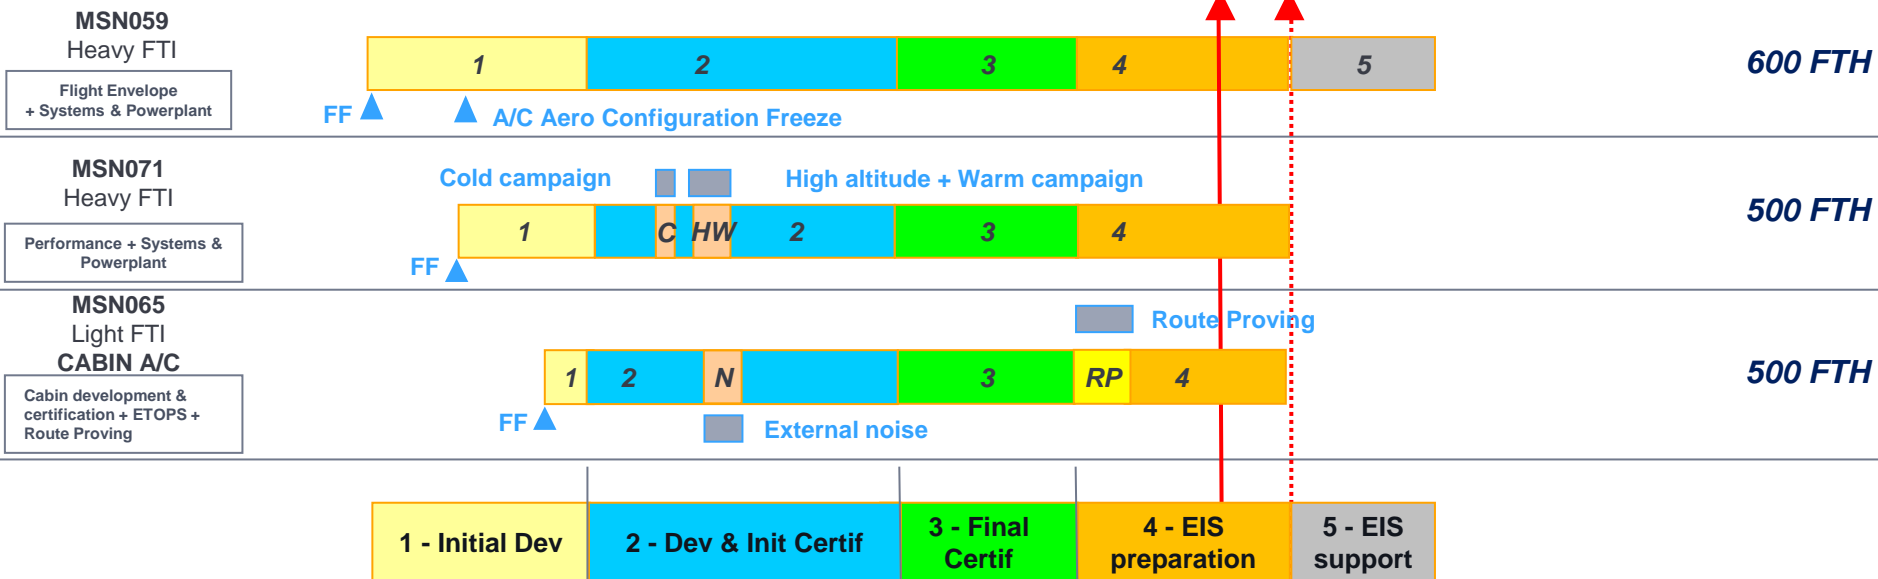 MSN059
Heavy FTI
Flight Envelope
+ Systems & Powerplant
1
2
3
4
5
600 FTH
FF
A/C Aero Configuration Freeze
MSN071
Heavy FTI
Performance + Systems &
Powerplant
Cold campaign
High altitude + Warm campaign
1
C
HW
2
3
4
500 FTH
FF
MSN065
Light FTI
CABIN A/C
Cabin development &
certification + ETOPS +
Route Proving
Route Proving
1
2
N
3
RP
4
500 FTH
FF
External noise
1 - Initial Dev
2 - Dev & Init Certif
3 - Final
Certif
4 - EIS
preparation
5 - EIS
support